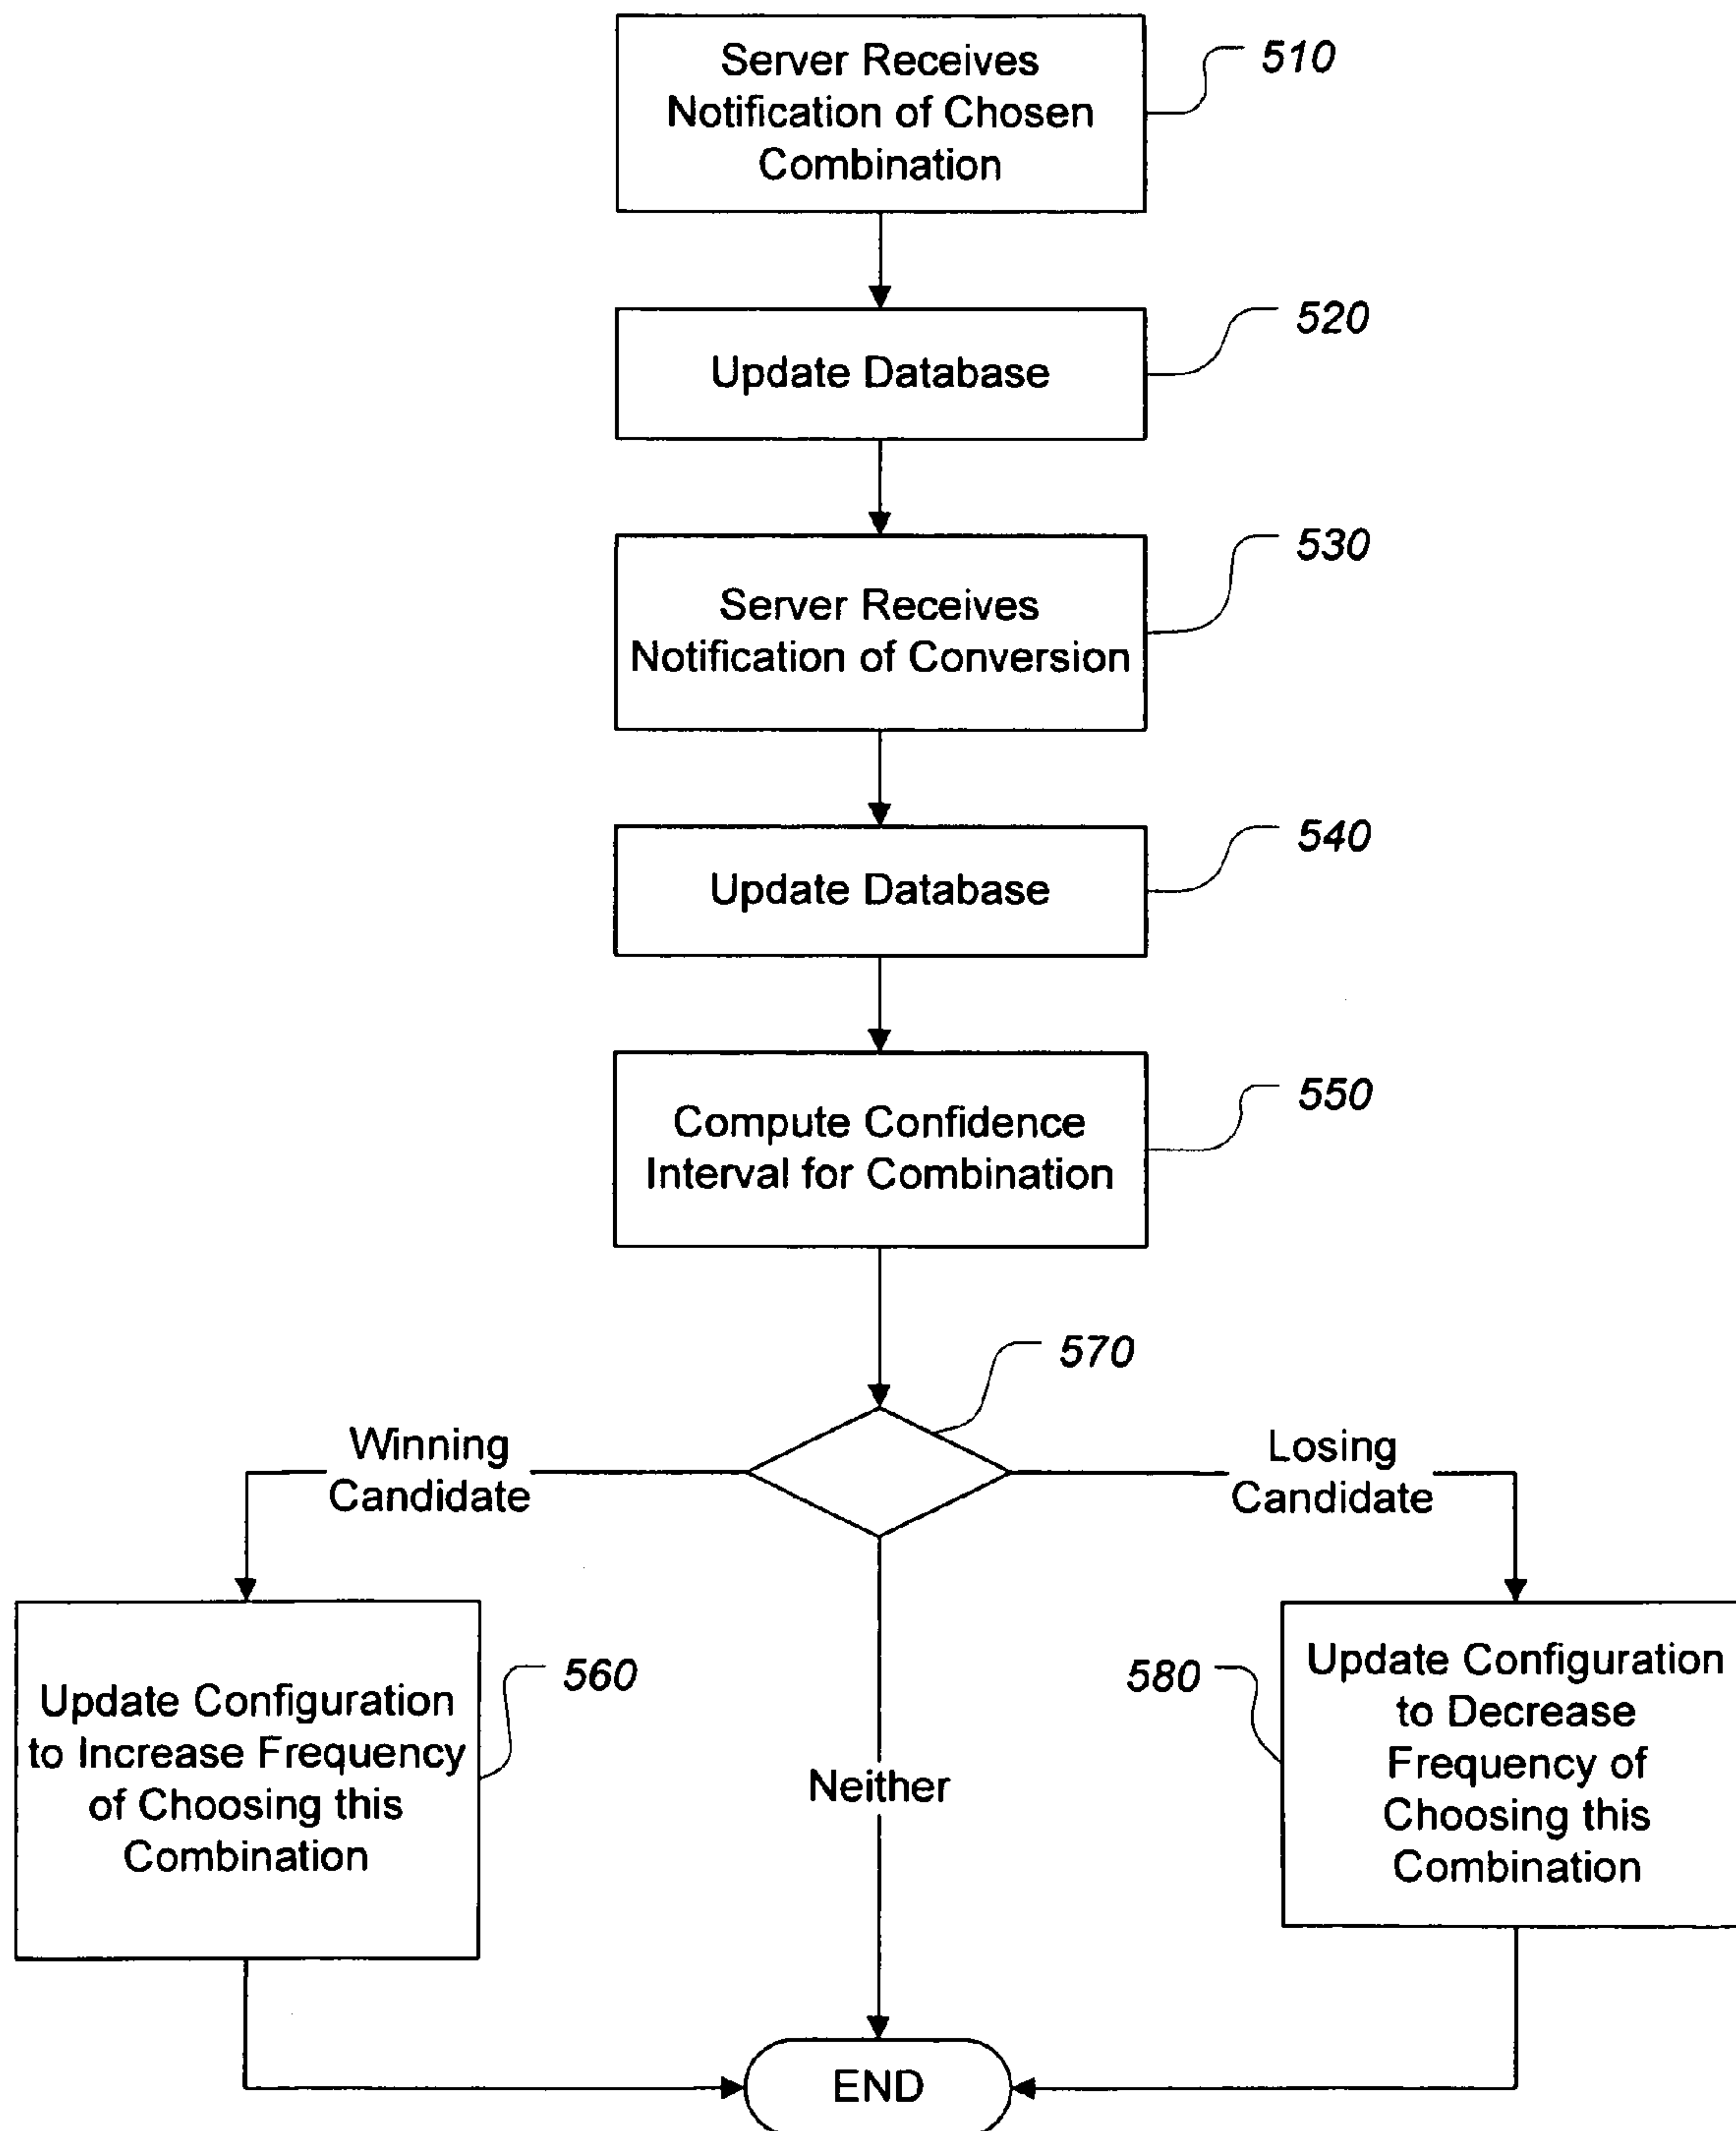 Server Receives
Notification of Chosen
Combination
510
Update Database
520
Server Receives
Notification of Conversion
530
Update Database
540
Compute Confidence
Interval for Combination
550
570
Winning
Candidate
Losing
Candidate
Neither
Update Configuration
to Increase Frequency
of Choosing this
Combination
560
580
Update Configuration
to Decrease
Frequency of
Choosing this
Combination
END